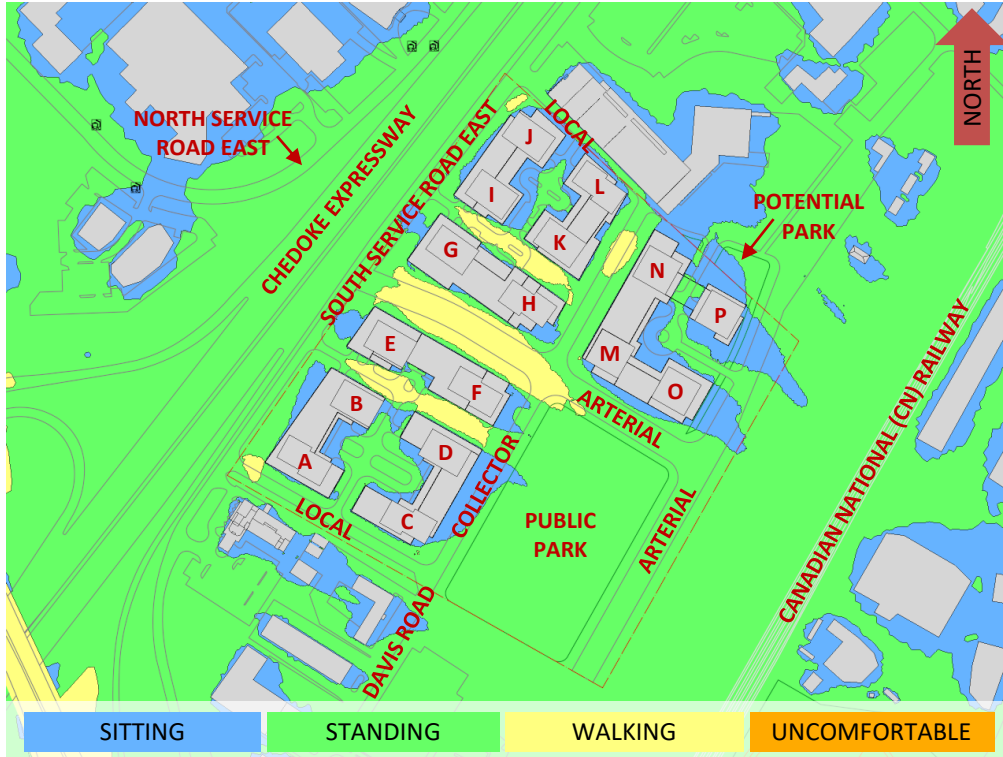 NORTH
NORTH SERVICE
ROAD EAST
CHEDOKE EXPRESSWAY
SOUTH SERVICE ROAD EAST
LOCAL
J
I
L
K
POTENTIAL
PARK
G
H
N
P
E
F
M
O
B
A
D
C
ARTERIAL
COLLECTOR
LOCAL
PUBLIC
PARK
ARTERIAL
DAVIS ROAD
CANADIAN NATIONAL (CN) RAILWAY
SITTING
STANDING
WALKING
UNCOMFORTABLE